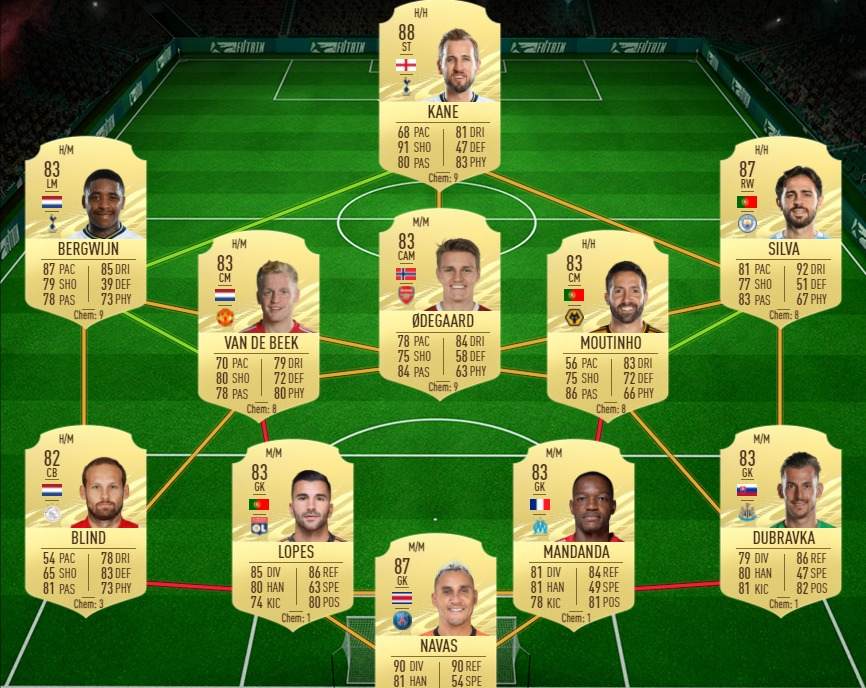 FUTBIN
FUTBIN
FUTBIN
FUTBIN
H/H
88
ST
KANE
68 PAC 81 DRI
91 SHO 47 DEF
80 PAS 83 PHY
Chem: 9
H/M
83
LM
BERGWIJN
87 PAC 85 DRI
79 SHO 39 DEF
78 PAS 73 PHY
Chem: 9
H/M
83
CM
VAN DE BEEK
70 PAC 79 DRI
80 SHO 72 DEF
78 PAS 80 PHY
Chem: 8
M/M
83
CAM
ØDEGAARD
78 PAC 84 DRI
75 SHO 58 DEF
84 PAS 63 PHY
Chem: 9
H/H
83
CM
MOUTINHO
56 PAC 83 DRI
75 SHO 72 DEF
86 PAS 66 PHY
Chem: 8
H/H
87
RW
SILVA
81 PAC 92 DRI
77 SHO 51 DEF
83 PAS 67 PHY
Chem: 8
H/M
82
CB
BLIND
54 PAC 78 DRI
65 SHO 83 DEF
81 PAS 73 PHY
Chem: 3
M/M
83
GK
OL
LOPES
85 DIV 86 REF
80 HAN 63 SPE
74 KIC 80 POS
Chem: 1
M/M
87
GK
NAVAS
90 DIV 90 REF
81 HAN 54 SPE
M/M
83
GK
MANDANDA
81 DIV 84 REF
80 HAN 49 SPE
78 KIC 81 POS
Chem: 1
M/M
83
GK
DUBRAVKA
79 DIV 86 REF
80 HAN 47 SPE
81 KIC 82 POS
Chem: 1